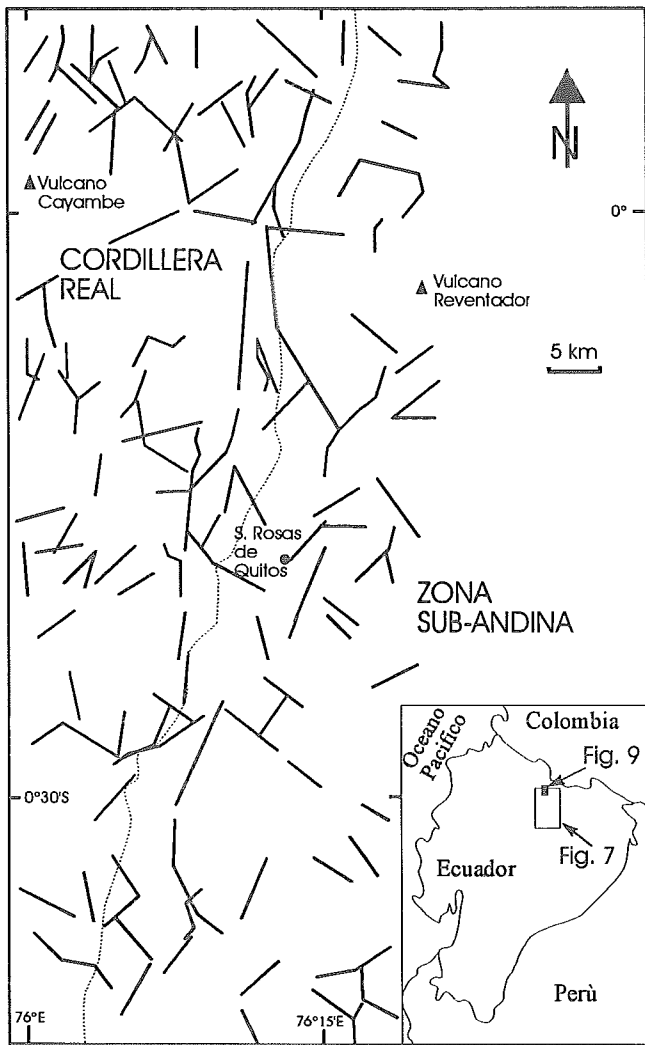 N
Vulcano
Cayambe
0°
CORDILLERA
REAL
Vulcano
Reventador
5 km
S. Rosas
de
Quitos
ZONA
SUB-ANDINA
0°30'S
76°E
76°15'E
Oceano
Pacifico
Colombia
Fig. 9
Fig. 7
Ecuador
Perù